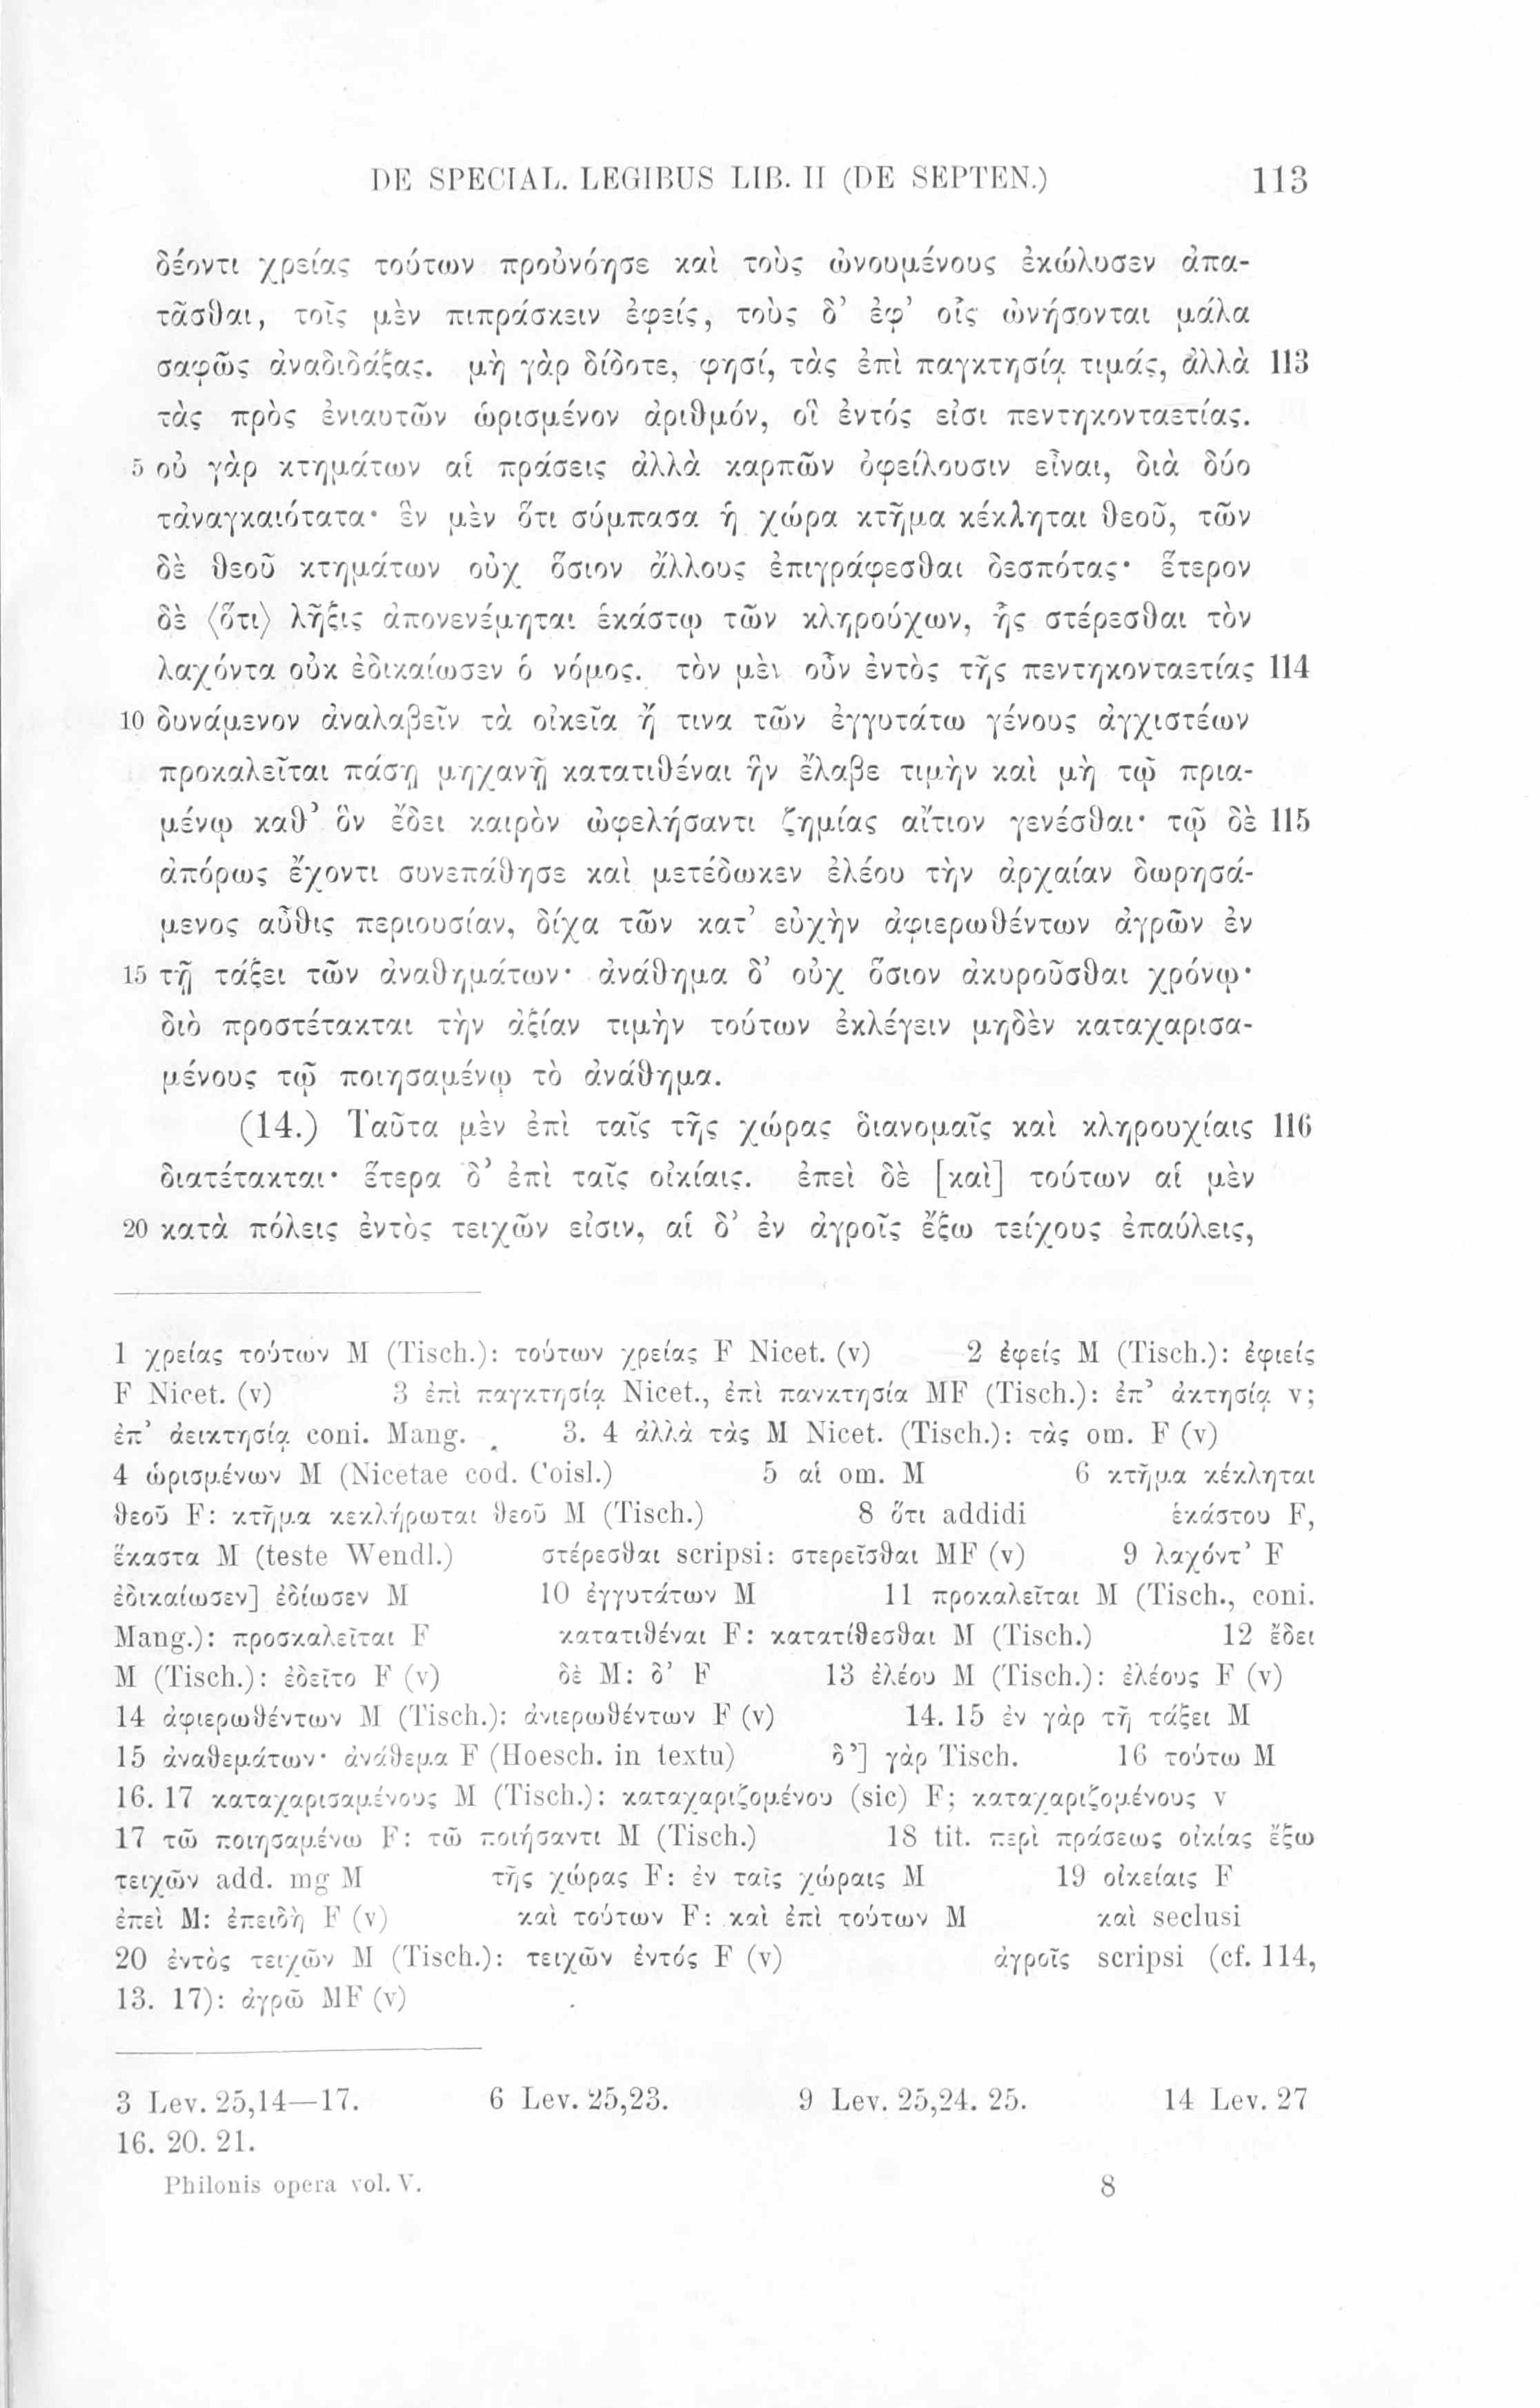 DE SPECIAL. LEGIBUS LIB. II (DE SEPTEN.) 113
δέοντι χρείας τούτων προὐνόησε καὶ τοὺς ὠνουμένους ἐκώλυσεν ἀπα-
τᾶσθαι, τοῖς μὲν πιπράσκειν ἐφείς, τοὺς δ’ ἐφ’ οἷς ὠνήσονται μάλα
σαφῶς ἀναδιδάξας. μὴ γὰρ δίδοτε, φησί, τὰς ἐπὶ παγκτησίᾳ τιμάς, ἀλλὰ 113
τὰς πρὸς ἐνιαυτῶν ὡρισμένον ἀριθμόν, οἳ ἐντός εἰσι πεντηκονταετίας.
5 οὐ γὰρ κτημάτων αἱ πράσεις ἀλλὰ καρπῶν ὀφείλουσιν εἶναι, διὰ δύο
τἀναγκαιότατα· ἓν μὲν ὅτι σύμπασα ἡ χώρα κτῆμα κέκληται θεοῦ, τῶν
δὲ θεοῦ κτημάτων οὐχ ὅσιον ἄλλους ἐπιγράφεσθαι δεσπότας· ἕτερον
δὲ ⟨ὅτι⟩ λῆξις ἀπονενέμηται ἑκάστῳ τῶν κληρούχων, ἧς στέρεσθαι τὸν
λαχόντα οὐκ ἐδικαίωσεν ὁ νόμος. τὸν μὲν οὖν ἐντὸς τῆς πεντηκονταετίας 114
10 δυνάμενον ἀναλαβεῖν τὰ οἰκεῖα ἤ τινα τῶν ἐγγυτάτω γένους ἀγχιστέων
προκαλεῖται πάσῃ μηχανῇ κατατιθέναι ἣν ἔλαβε τιμὴν καὶ μὴ τῷ πρια-
μένῳ καθ’ ὃν ἔδει καιρὸν ὠφελήσαντι ζημίας αἴτιον γενέσθαι· τῷ δὲ 115
ἀπόρως ἔχοντι συνεπάθησε καὶ μετέδωκεν ἐλέου τὴν ἀρχαίαν δωρησά-
μενος αὖθις περιουσίαν, δίχα τῶν κατ’ εὐχὴν ἀφιερωθέντων ἀγρῶν ἐν
15 τῇ τάξει τῶν ἀναθημάτων· ἀνάθημα δ’ οὐχ ὅσιον ἀκυροῦσθαι χρόνῳ·
διὸ προστέτακται τὴν ἀξίαν τιμὴν τούτων ἐκλέγειν μηδὲν καταχαρισα-
μένους τῷ ποιησαμένῳ τὸ ἀνάθημα.
(14.) Ταῦτα μὲν ἐπὶ ταῖς τῆς χώρας διανομαῖς καὶ κληρουχίαις 116
διατέτακται· ἕτερα δ’ ἐπὶ ταῖς οἰκίαις. ἐπεὶ δὲ [καὶ] τούτων αἱ μὲν
20 κατὰ πόλεις ἐντὸς τειχῶν εἰσιν, αἱ δ’ ἐν ἀγροῖς ἔξω τείχους ἐπαύλεις,
1 χρείας τούτων M (Tisch.): τούτων χρείας F Nicet. (v) 2 ἐφείς M (Tisch.): ἐφιείς
F Nicet. (v) 3 ἐπὶ παγκτησίᾳ Nicet., ἐπὶ πανκτησία MF (Tisch.): ἐπ’ ἀκτησίᾳ v;
ἐπ’ ἀεικτησίᾳ coni. Mang. 3. 4 ἀλλὰ τὰς M Nicet. (Tisch.): τὰς om. F (v)
4 ὡρισμένων M (Nicetae cod. Coisl.) 5 αἱ om. M 6 κτῆμα κέκληται
θεοῦ F: κτῆμα κεκλήρωται θεοῦ M (Tisch.) 8 ὅτι addidi ἑκάστου F,
ἕκαστα M (teste Wendl.) στέρεσθαι scripsi: στερεῖσθαι MF (v) 9 λαχόντ’ F
ἐδικαίωσεν] ἐδίωσεν M 10 ἐγγυτάτων M 11 προκαλεῖται M (Tisch., coni.
Mang.): προσκαλεῖται F κατατιθέναι F: κατατίθεσθαι M (Tisch.) 12 ἔδει
M (Tisch.): ἐδεῖτο F (v) δὲ M: δ’ F 13 ἐλέου M (Tisch.): ἐλέους F (v)
14 ἀφιερωθέντων M (Tisch.): ἀνιερωθέντων F (v) 14. 15 ἐν γὰρ τῇ τάξει M
15 ἀναθεμάτων· ἀνάθεμα F (Hoesch. in textu) δ’] γὰρ Tisch. 16 τούτω M
16. 17 καταχαρισαμένους M (Tisch.): καταχαριζομένου (sic) F; καταχαριζομένους v
17 τῶ ποιησαμένω F: τῶ ποιήσαντι M (Tisch.) 18 tit. περὶ πράσεως οἰκίας ἔξω
τειχῶν add. mg M τῆς χώρας F: ἐν ταῖς χώραις M 19 οἰκείαις F
ἐπεὶ M: ἐπειδὴ F (v) καὶ τούτων F: καὶ ἐπὶ τούτων M καὶ seclusi
20 ἐντὸς τειχῶν M (Tisch.): τειχῶν ἐντός F (v) ἀγροῖς scripsi (cf. 114,
13. 17): ἀγρῶ MF (v)
3 Lev. 25,14—17. 6 Lev. 25,23. 9 Lev. 25,24. 25. 14 Lev. 27
16. 20. 21.
Philonis opera vol. V. 8